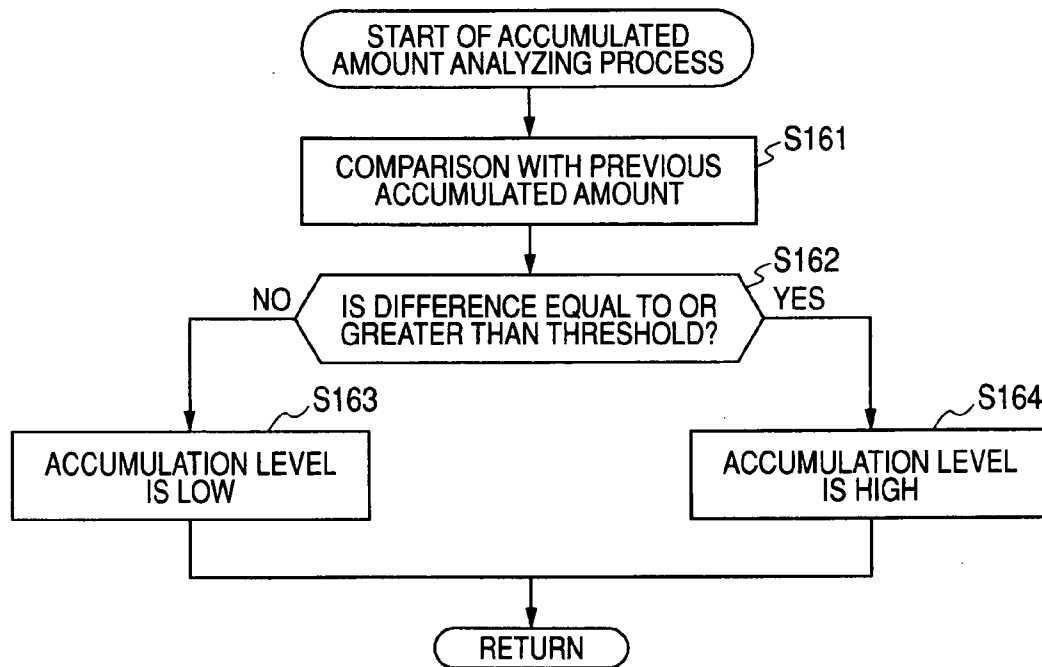 START OF ACCUMULATED
AMOUNT ANALYZING PROCESS
S161
COMPARISON WITH PREVIOUS
ACCUMULATED AMOUNT
S162
NO
IS DIFFERENCE EQUAL TO OR
GREATER THAN THRESHOLD?
YES
S163
ACCUMULATION LEVEL
IS LOW
S164
ACCUMULATION LEVEL
IS HIGH
RETURN